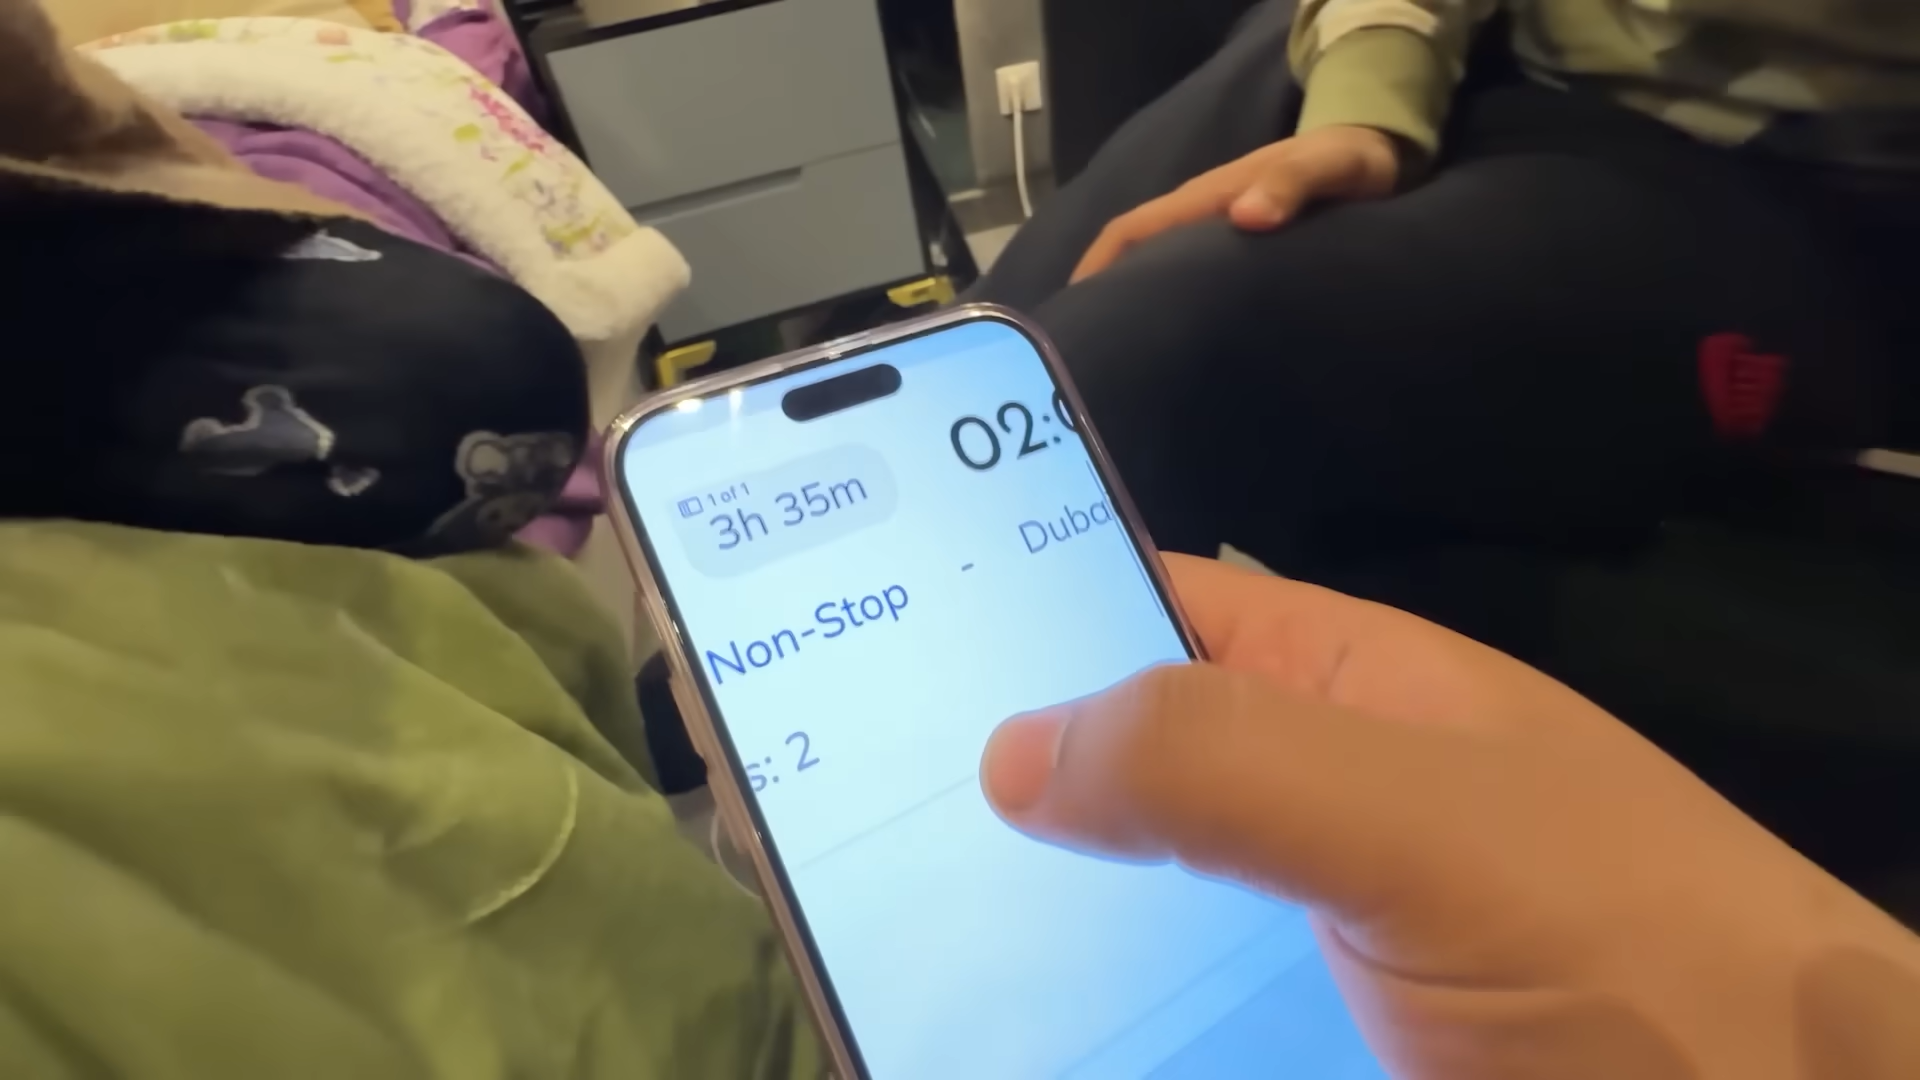 1 of 1
3h 35m
02:
Non-Stop - Duba
s: 2